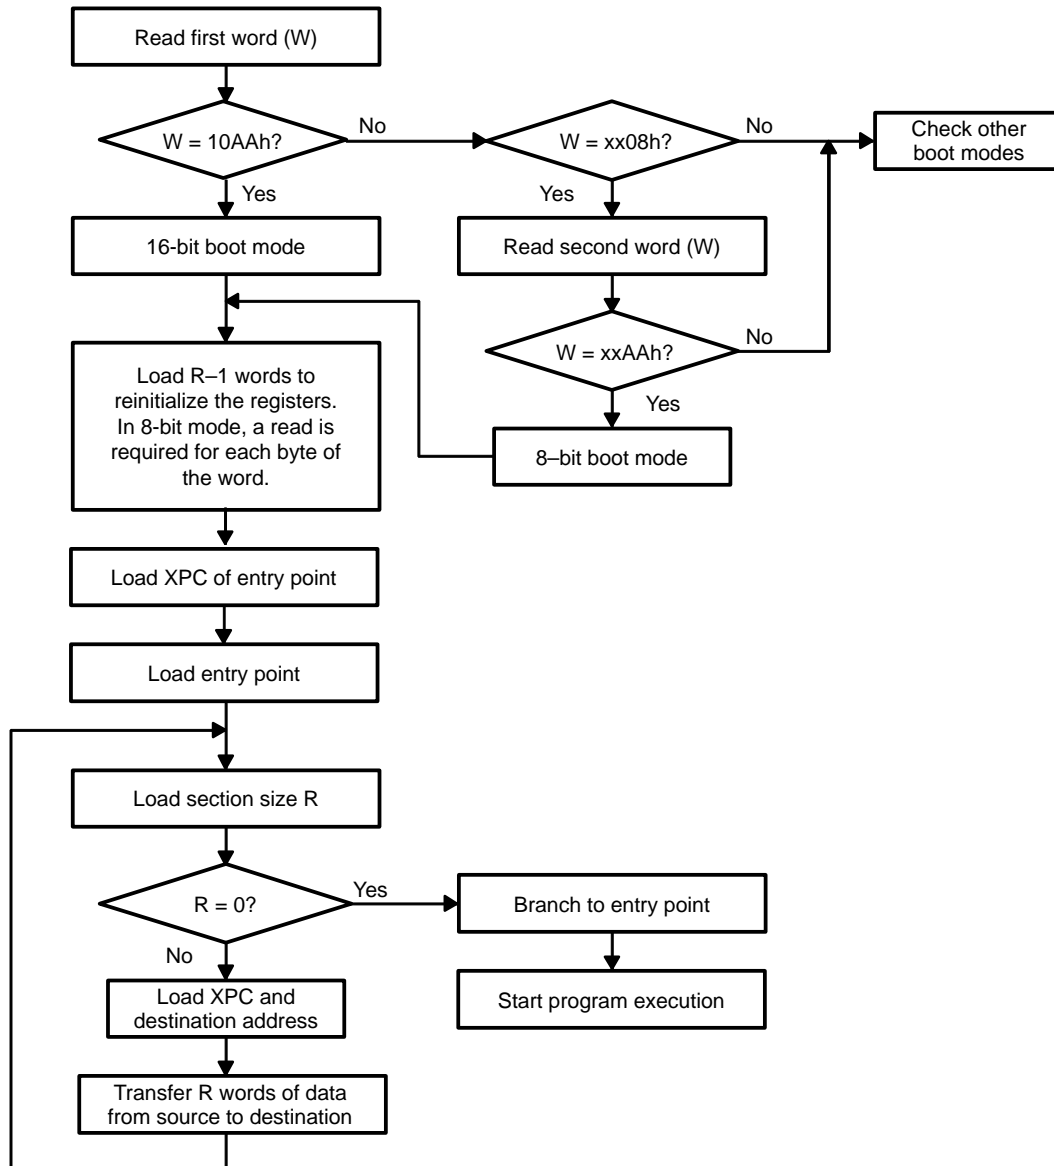 Read first word (W)
W = 10AAh?
No
W = xx08h?
No
Check other
boot modes
Yes
Yes
16-bit boot mode
Read second word (W)
W = xxAAh?
No
Yes
Load R–1 words to
reinitialize the registers.
In 8-bit mode, a read is
required for each byte of
the word.
8–bit boot mode
Load XPC of entry point
Load entry point
Load section size R
R = 0?
Yes
Branch to entry point
No
Start program execution
Load XPC and
destination address
Transfer R words of data
from source to destination